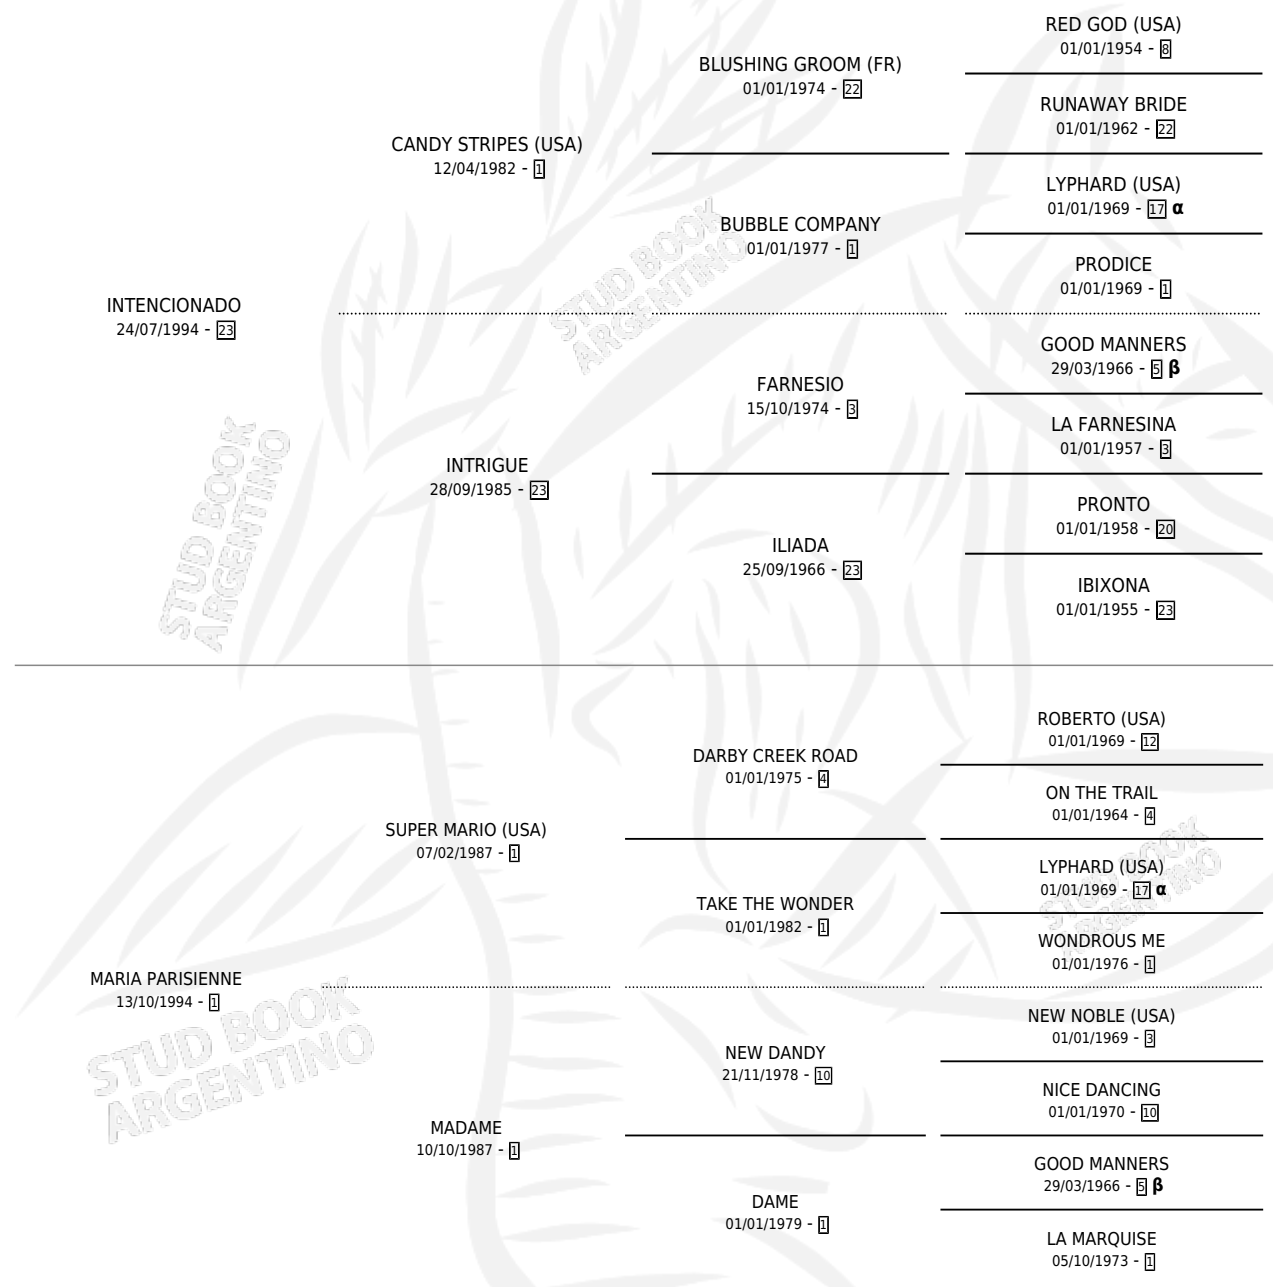 RED GOD (USA)
01/01/1954 - 8
BLUSHING GROOM (FR)
01/01/1974 - 22
RUNAWAY BRIDE
01/01/1962 - 22
CANDY STRIPES (USA)
12/04/1982 - 1
LYPHARD (USA)
01/01/1969 - 17 α
BUBBLE COMPANY
01/01/1977 - 1
PRODICE
01/01/1969 - 1
INTENCIONADO
24/07/1994 - 23
GOOD MANNERS
29/03/1966 - 5 β
FARNESIO
15/10/1974 - 3
LA FARNESINA
01/01/1957 - 3
INTRIGUE
28/09/1985 - 23
PRONTO
01/01/1958 - 20
ILIADA
25/09/1966 - 23
IBIXONA
01/01/1955 - 23
ROBERTO (USA)
01/01/1969 - 12
DARBY CREEK ROAD
01/01/1975 - 4
ON THE TRAIL
01/01/1964 - 4
SUPER MARIO (USA)
07/02/1987 - 1
LYPHARD (USA)
01/01/1969 - 17 α
TAKE THE WONDER
01/01/1982 - 1
WONDROUS ME
01/01/1976 - 1
MARIA PARISIENNE
13/10/1994 - 1
NEW NOBLE (USA)
01/01/1969 - 3
NEW DANDY
21/11/1978 - 10
NICE DANCING
01/01/1970 - 10
MADAME
10/10/1987 - 1
GOOD MANNERS
29/03/1966 - 5 β
DAME
01/01/1979 - 1
LA MARQUISE
05/10/1973 - 1
STUD BOOK
ARGENTINO
STUD BOOK
ARGENTINO
STUD BOOK
ARGENTINO
STUD BOOK
ARGENTINO